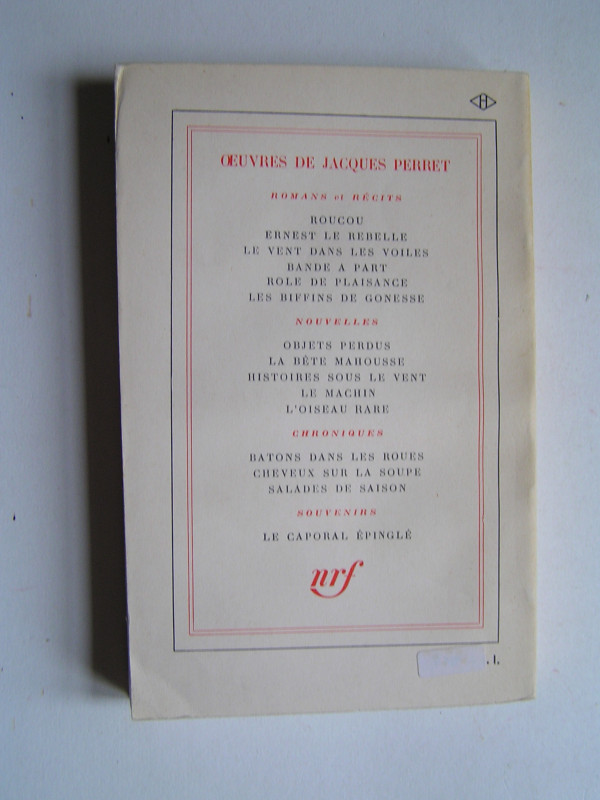 H
ŒUVRES DE JACQUES PERRET
ROMANS et RÉCITS
ROUCOU
ERNEST LE REBELLE
LE VENT DANS LES VOILES
BANDE A PART
ROLE DE PLAISANCE
LES BIFFINS DE GONESSE
NOUVELLES
OBJETS PERDUS
LA BÊTE MAHOUSSE
HISTOIRES SOUS LE VENT
LE MACHIN
L'OISEAU RARE
CHRONIQUES
BATONS DANS LES ROUES
CHEVEUX SUR LA SOUPE
SALADES DE SAISON
SOUVENIRS
LE CAPORAL ÉPINGLÉ
nrf
. l.